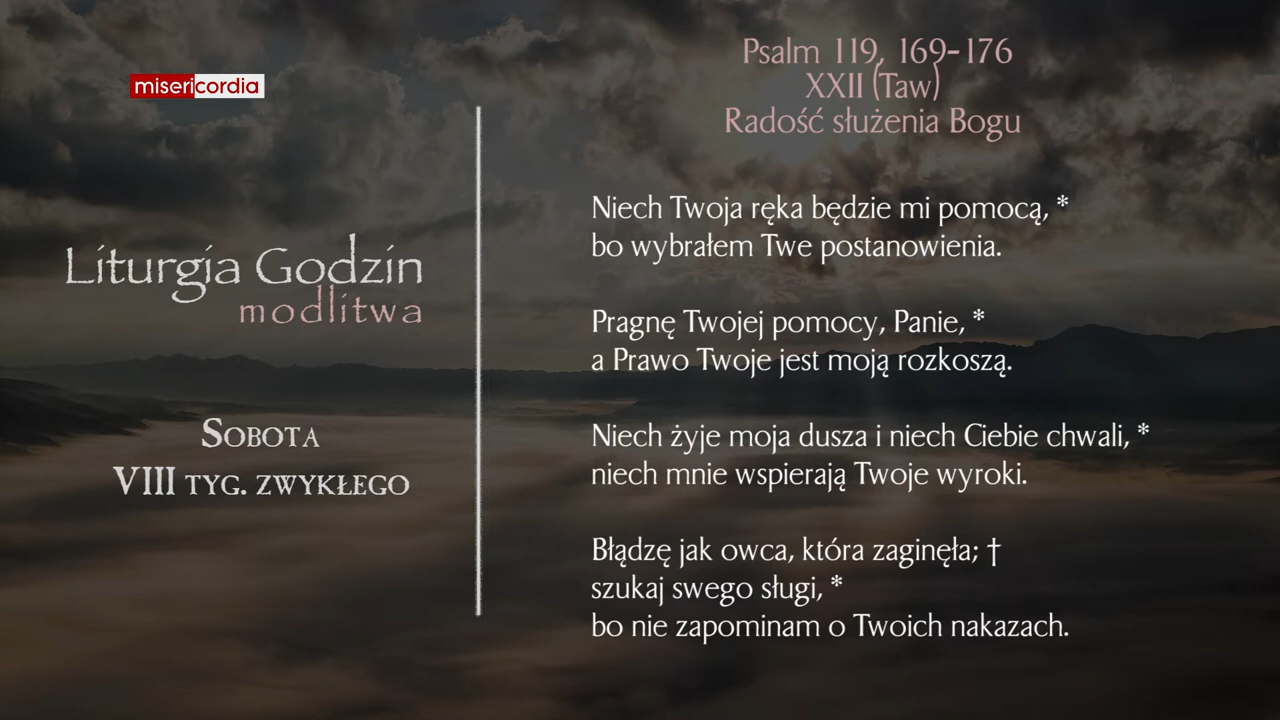 misericordia
Liturgia Godzin
modlitwa
Sobota
VIII tyg. zwykłego
Psalm 119, 169-176
XXII (Taw)
Radość służenia Bogu
Niech Twoja ręka będzie mi pomocą, *
bo wybrałem Twe postanowienia.
Pragnę Twojej pomocy, Panie, *
a Prawo Twoje jest moją rozkoszą.
Niech żyje moja dusza i niech Ciebie chwali, *
niech mnie wspierają Twoje wyroki.
Błądzę jak owca, która zaginęła; †
szukaj swego sługi, *
bo nie zapominam o Twoich nakazach.